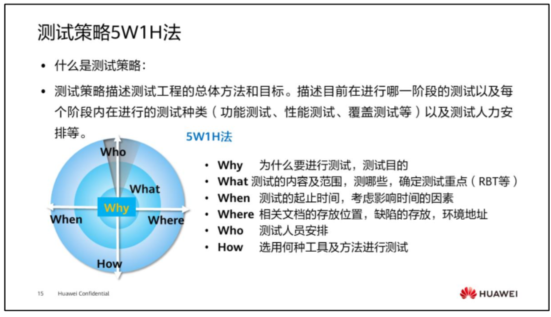 测试策略5W1H法
• 什么是测试策略：
• 测试策略描述测试工程的总体方法和目标。描述目前在进行哪一阶段的测试以及每
个阶段内在进行的测试种类（功能测试、性能测试、覆盖测试等）以及测试人力安
排等。
5W1H法
Who
What
When
Why
Where
How
• Why 为什么要进行测试，测试目的
• What 测试的内容及范围，测哪些，确定测试重点（RBT等）
• When 测试的起止时间，考虑影响时间的因素
• Where 相关文档的存放位置，缺陷的存放，环境地址
• Who 测试人员安排
• How 选用何种工具及方法进行测试
15 Huawei Confidential
HUAWEI